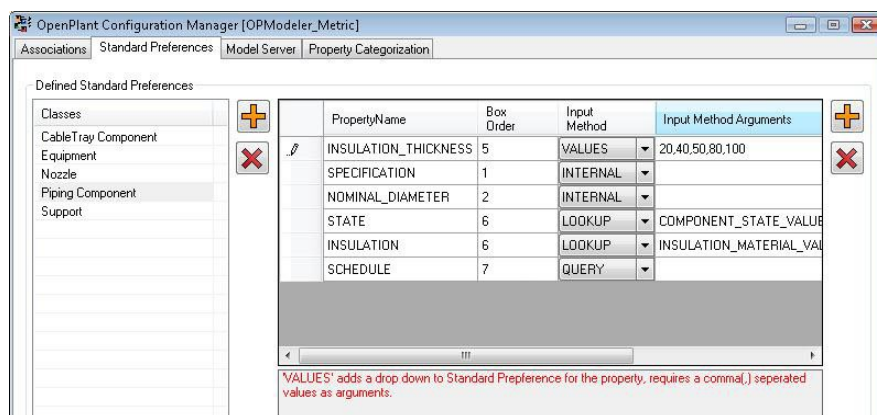 OpenPlant Configuration Manager [OPModeler_Metric]
Associations Standard Preferences Model Server Property Categorization
Defined Standard Preferences
Classes
CableTray Component
Equipment
Nozzle
Piping Component
Support
PropertyName Box Order Input Method Input Method Arguments
INSULATION_THICKNESS 5 VALUES 20,40,50,80,100
SPECIFICATION 1 INTERNAL
NOMINAL_DIAMETER 2 INTERNAL
STATE 6 LOOKUP COMPONENT_STATE_VALUE
INSULATION 6 LOOKUP INSULATION_MATERIAL_VAL
SCHEDULE 7 QUERY
'VALUES' adds a drop down to Standard Prepference for the property, requires a comma(,) seperated
values as arguments.